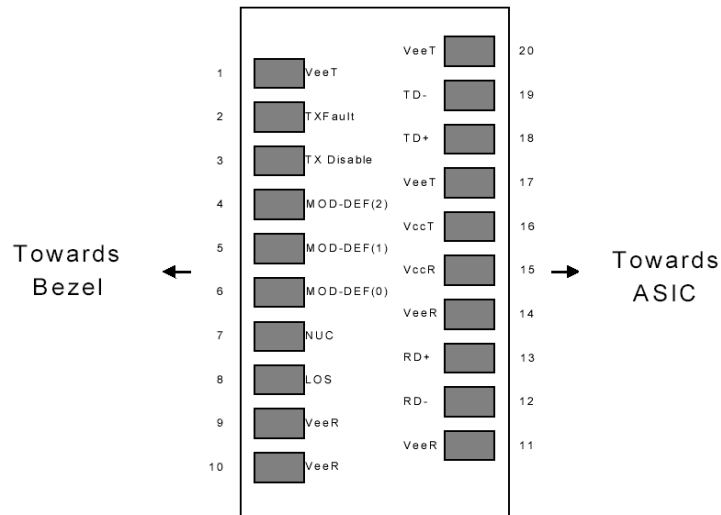 Towards
Bezel
1 VeeT
2 TXFault
3 TX Disable
4 MOD-DEF(2)
5 MOD-DEF(1)
6 MOD-DEF(0)
7 NUC
8 LOS
9 VeeR
10 VeeR
VeeT 20
TD- 19
TD+ 18
VeeT 17
VccT 16
VccR 15
VeeR 14
RD+ 13
RD- 12
VeeR 11
Towards
ASIC